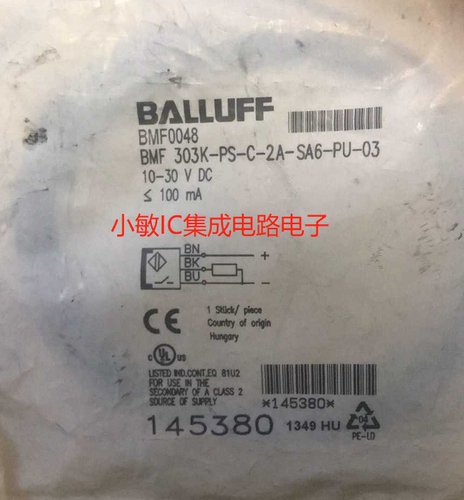 BALLUFF
BMF0048
BMF 303K-PS-C-2A-SA6-PU-03
10-30 V DC
≤ 100 mA
小敏IC集成电路电子
BN +
BK
BU -
1 Stück/ piece
Country of origin
Hungary
CE
c UL us
LISTED IND.CONT.EQ 81U2
FOR USE IN THE
SECONDARY OF A CLASS 2
SOURCE OF SUPPLY
*145380*
145380
1349 HU
04
PE-LD